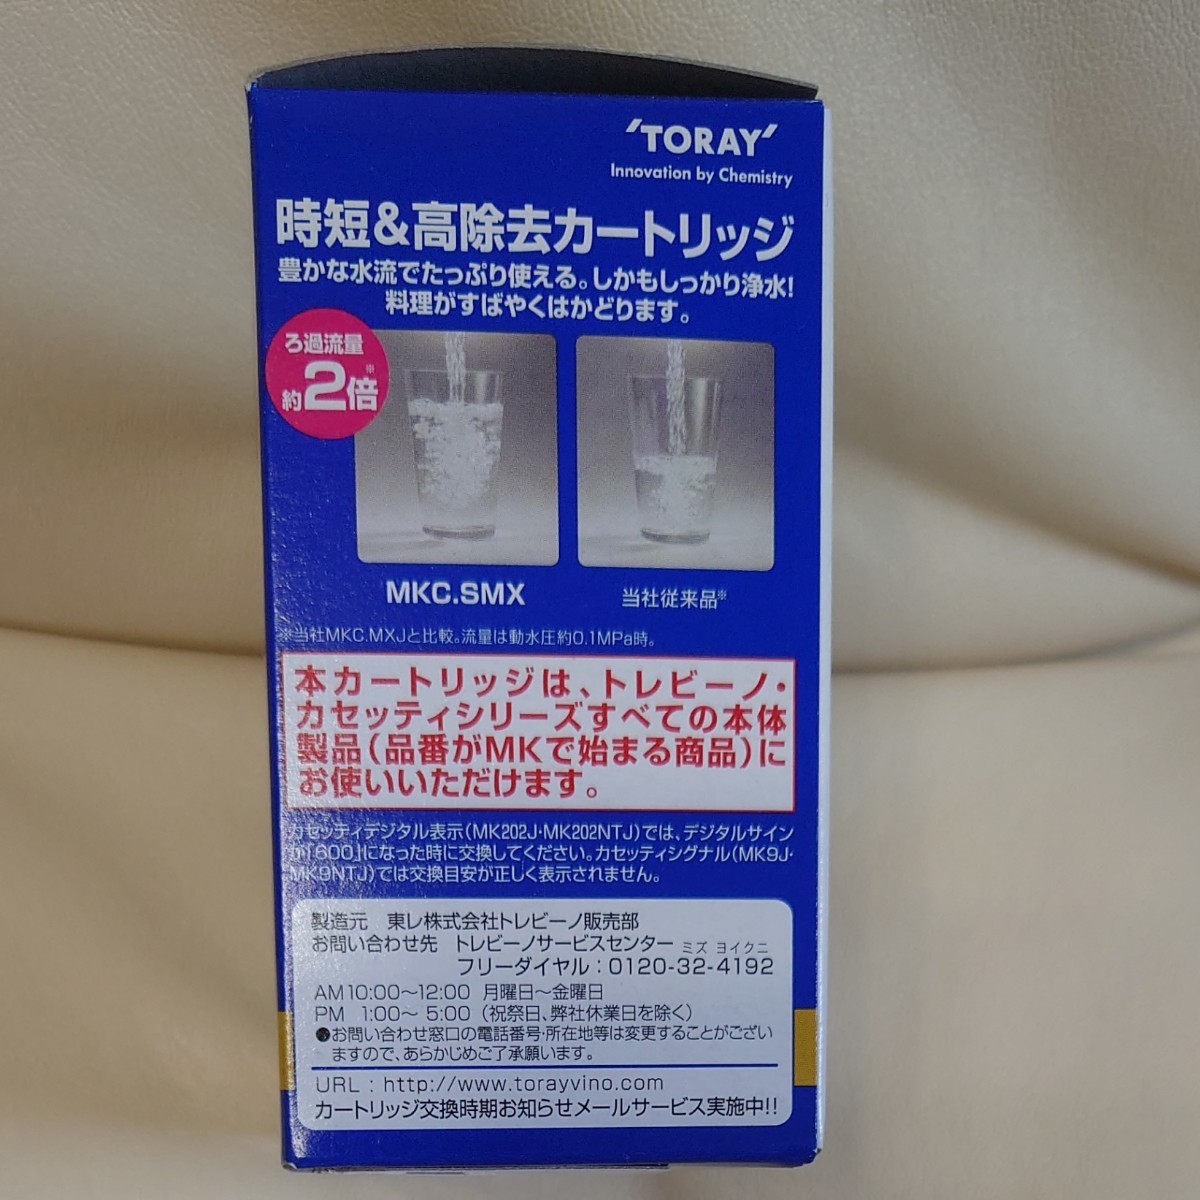 'TORAY'
Innovation by Chemistry
時短&高除去カートリッジ
豊かな水流でたっぷり使える。しかもしっかり浄水!
料理がすばやくはかどります。
ろ過流量
約2倍※
MKC.SMX
当社従来品※
※当社MKC.MXJと比較。流量は動水圧約0.1MPa時。
本カートリッジは、トレビーノ・
カセッティシリーズすべての本体
製品(品番がMKで始まる商品)に
お使いいただけます。
カセッティデジタル表示(MK202J・MK202NTJ)では、デジタルサイン
が「600」になった時に交換してください。カセッティシグナル(MK9J・
MK9NTJ)では交換目安が正しく表示されません。
製造元 東レ株式会社トレビーノ販売部
お問い合わせ先 トレビーノサービスセンター
ミズ ヨイクニ
フリーダイヤル:0120-32-4192
AM10:00〜12:00 月曜日〜金曜日
PM 1:00〜 5:00 (祝祭日、弊社休業日を除く)
●お問い合わせ窓口の電話番号・所在地等は変更することがござい
ますので、あらかじめご了承願います。
URL : http://www.torayvino.com
カートリッジ交換時期お知らせメールサービス実施中!!